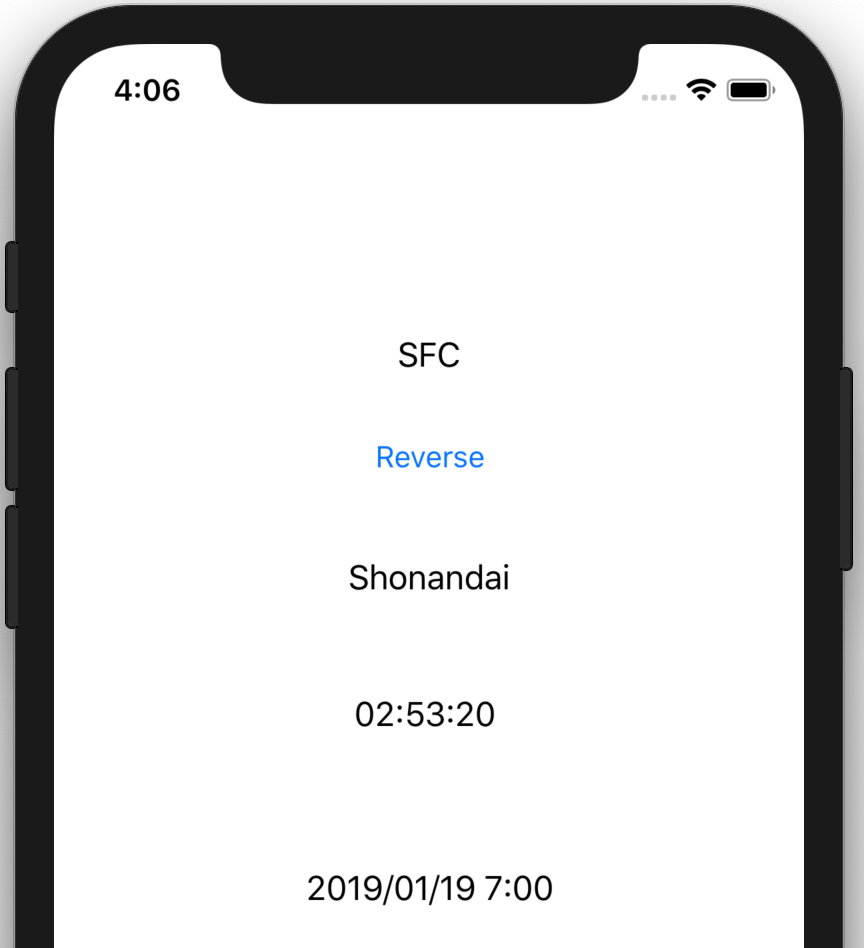 4:06
SFC
Reverse
Shonandai
02:53:20
2019/01/19 7:00